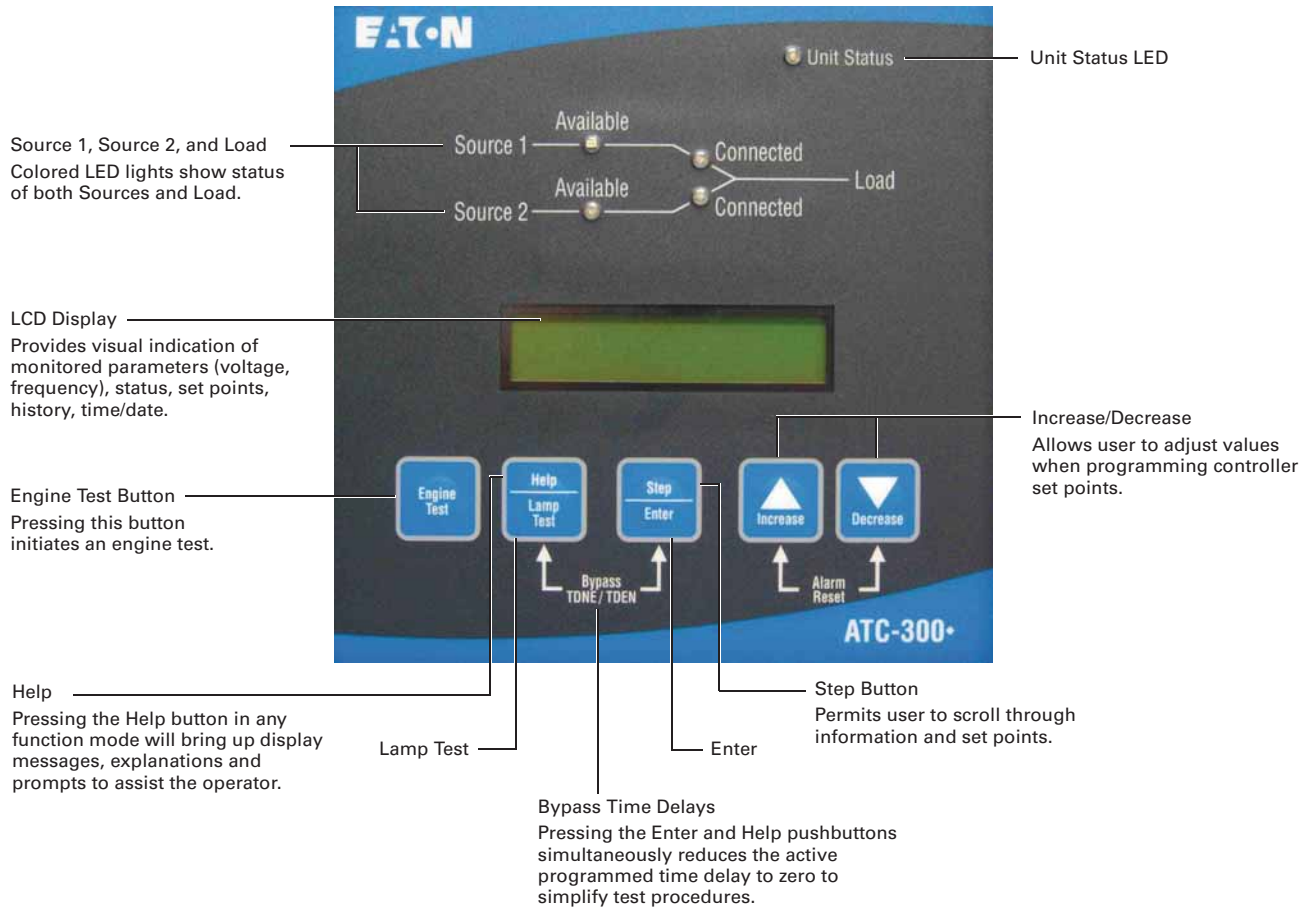 EATON
Unit Status
Unit Status LED
Source 1, Source 2, and Load
Colored LED lights show status
of both Sources and Load.
Available
Source 1
Connected
Load
Available
Source 2
Connected
LCD Display
Provides visual indication of
monitored parameters (voltage,
frequency), status, set points,
history, time/date.
Increase/Decrease
Allows user to adjust values
when programming controller
set points.
Engine Test Button
Pressing this button
initiates an engine test.
Engine
Test
Help
Lamp
Test
Step
Enter
Increase
Decrease
Bypass
TDNE / TDEN
Alarm
Reset
ATC-300•
Help
Pressing the Help button in any
function mode will bring up display
messages, explanations and
prompts to assist the operator.
Lamp Test
Enter
Step Button
Permits user to scroll through
information and set points.
Bypass Time Delays
Pressing the Enter and Help pushbuttons
simultaneously reduces the active
programmed time delay to zero to
simplify test procedures.